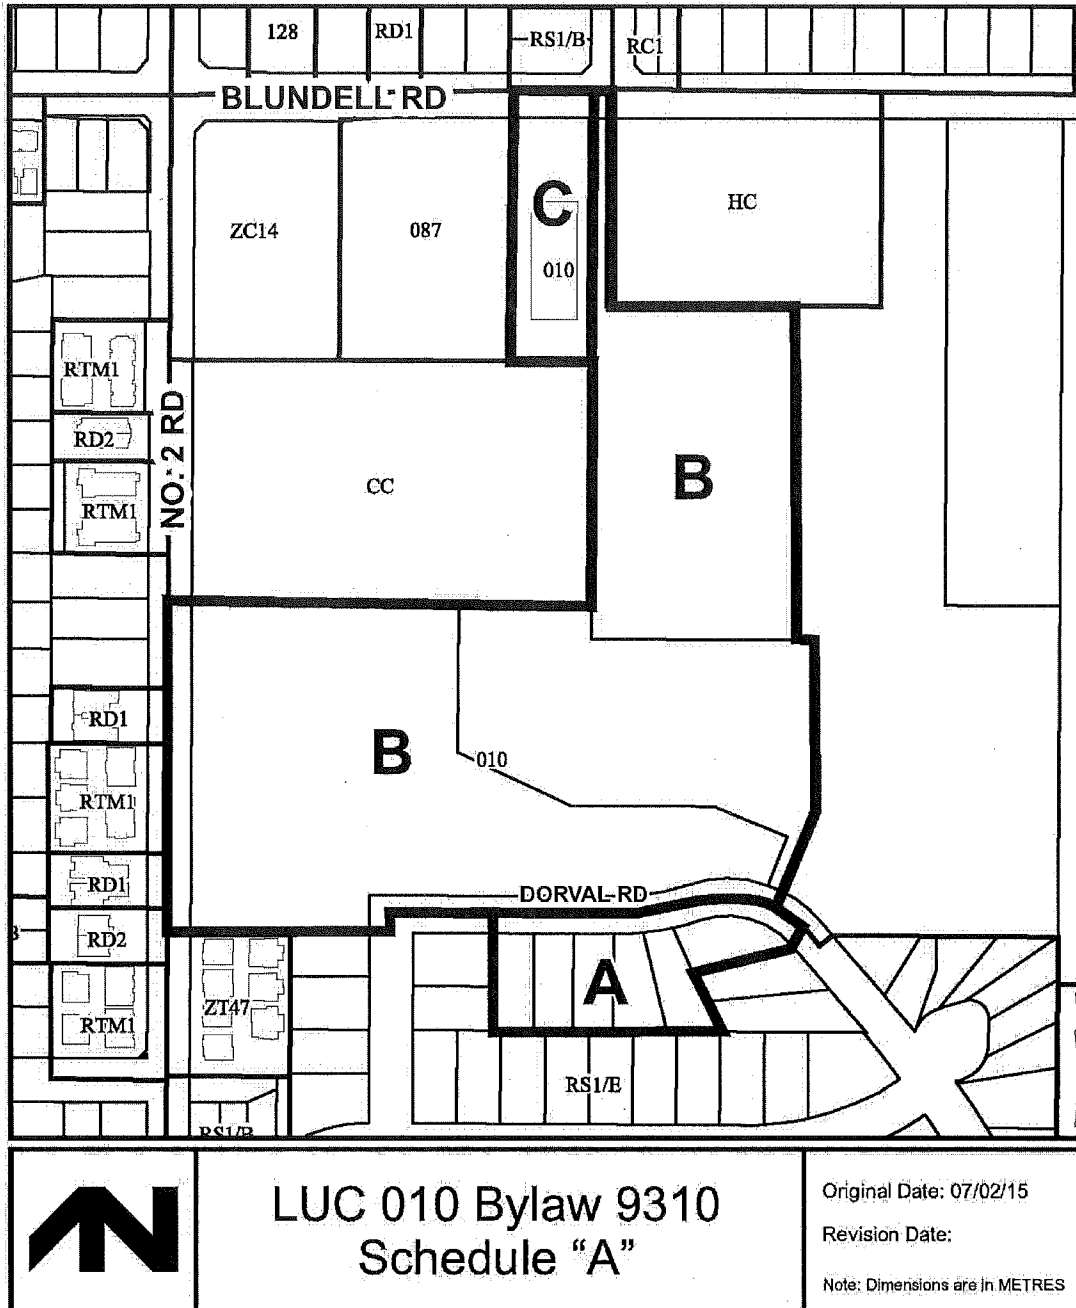 128
RD1
RS1/B
RC1
BLUNDELL RD
ZC14
087
C
010
HC
RTM1
RD2
RTM1
NO. 2 RD
CC
B
RD1
B
010
RTM1
RD1
DORVAL RD
RD2
A
ZT47
RTM1
RS1/E
RS1/B
LUC 010 Bylaw 9310
Schedule “A”
Original Date: 07/02/15
Revision Date:
Note: Dimensions are in METRES